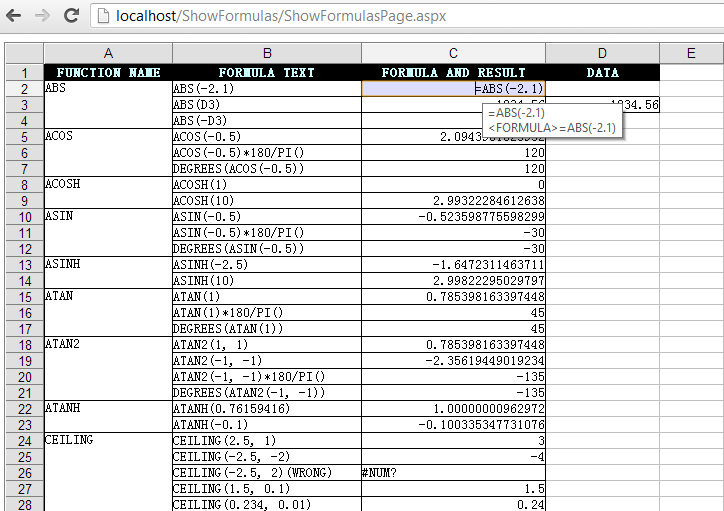 localhost/ShowFormulas/ShowFormulasPage.aspx
A B C D E
1 FUNCTION NAME FORMULA TEXT FORMULA AND RESULT DATA
2 ABS ABS(-2.1) =ABS(-2.1)
3 ABS(D3) 1834.56
=ABS(-2.1)
<FORMULA>=ABS(-2.1)
4 ABS(-D3)
5 ACOS ACOS(-0.5)
6 ACOS(-0.5)*180/PI() 120
7 DEGREES(ACOS(-0.5)) 120
8 ACOSH ACOSH(1) 0
9 ACOSH(10) 2.99322284612638
10 ASIN ASIN(-0.5) -0.523598775598299
11 ASIN(-0.5)*180/PI() -30
12 DEGREES(ASIN(-0.5)) -30
13 ASINH ASINH(-2.5) -1.6472311463711
14 ASINH(10) 2.99822295029797
15 ATAN ATAN(1) 0.785398163397448
16 ATAN(1)*180/PI() 45
17 DEGREES(ATAN(1)) 45
18 ATAN2 ATAN2(1, 1) 0.785398163397448
19 ATAN2(-1, -1) -2.35619449019234
20 ATAN2(-1, -1)*180/PI() -135
21 DEGREES(ATAN2(-1, -1)) -135
22 ATANH ATANH(0.76159416) 1.00000000962972
23 ATANH(-0.1) -0.100335347731076
24 CEILING CEILING(2.5, 1) 3
25 CEILING(-2.5, -2) -4
26 CEILING(-2.5, 2)(WRONG) #NUM?
27 CEILING(1.5, 0.1) 1.5
28 CEILING(0.234, 0.01) 0.24